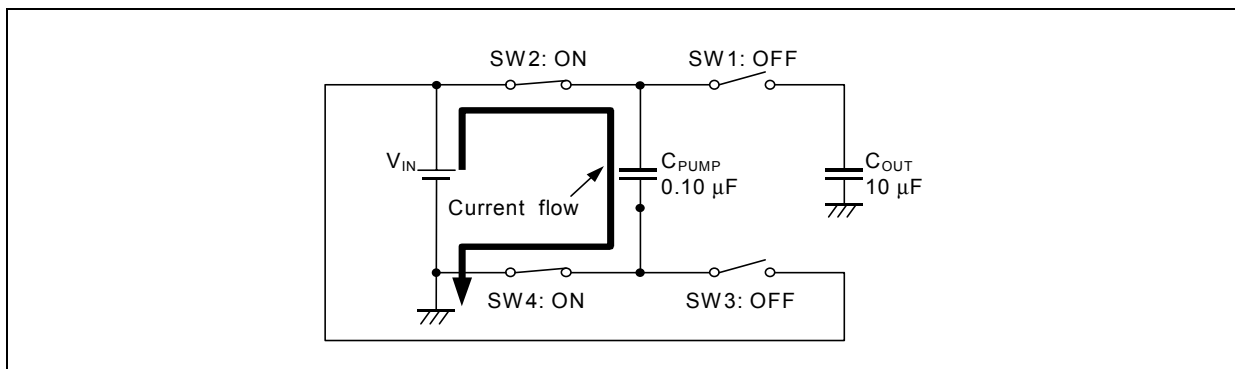 SW2: ON
SW1: OFF
VIN
CPUMP
0.10 μF
COUT
10 μF
Current flow
SW4: ON
SW3: OFF